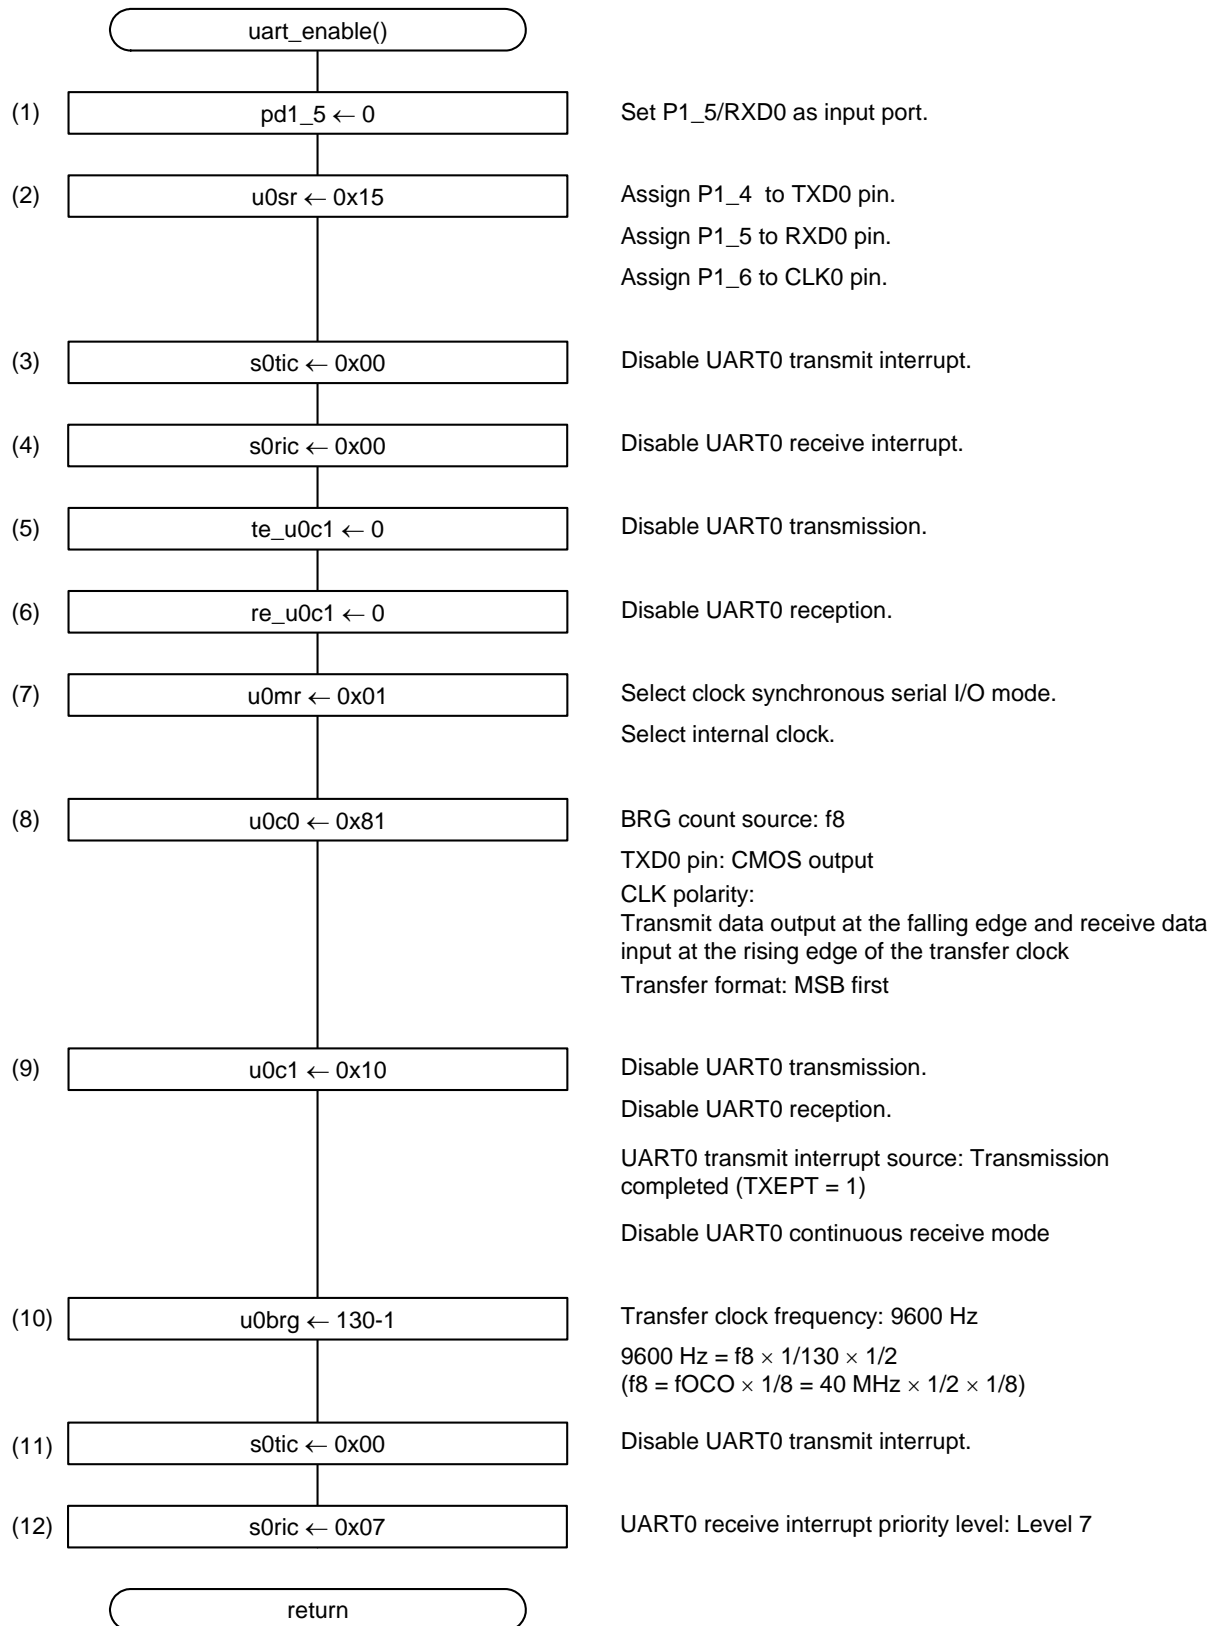 uart_enable()
(1) pd1_5 ← 0 Set P1_5/RXD0 as input port.
(2) u0sr ← 0x15 Assign P1_4 to TXD0 pin.
Assign P1_5 to RXD0 pin.
Assign P1_6 to CLK0 pin.
(3) s0tic ← 0x00 Disable UART0 transmit interrupt.
(4) s0ric ← 0x00 Disable UART0 receive interrupt.
(5) te_u0c1 ← 0 Disable UART0 transmission.
(6) re_u0c1 ← 0 Disable UART0 reception.
(7) u0mr ← 0x01 Select clock synchronous serial I/O mode.
Select internal clock.
(8) u0c0 ← 0x81 BRG count source: f8
TXD0 pin: CMOS output
CLK polarity:
Transmit data output at the falling edge and receive data
input at the rising edge of the transfer clock
Transfer format: MSB first
(9) u0c1 ← 0x10 Disable UART0 transmission.
Disable UART0 reception.
UART0 transmit interrupt source: Transmission
completed (TXEPT = 1)
Disable UART0 continuous receive mode
(10) u0brg ← 130-1 Transfer clock frequency: 9600 Hz
9600 Hz = f8 × 1/130 × 1/2
(f8 = fOCO × 1/8 = 40 MHz × 1/2 × 1/8)
(11) s0tic ← 0x00 Disable UART0 transmit interrupt.
(12) s0ric ← 0x07 UART0 receive interrupt priority level: Level 7
return